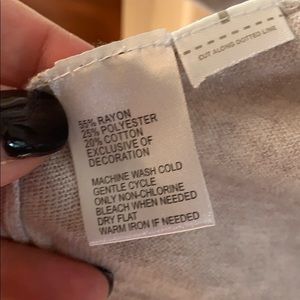 CUT ALONG DOTTED LINE
55% RAYON
25% POLYESTER
20% COTTON
EXCLUSIVE OF
DECORATION
MACHINE WASH COLD
GENTLE CYCLE
ONLY NON-CHLORINE
BLEACH WHEN NEEDED
DRY FLAT
WARM IRON IF NEEDED